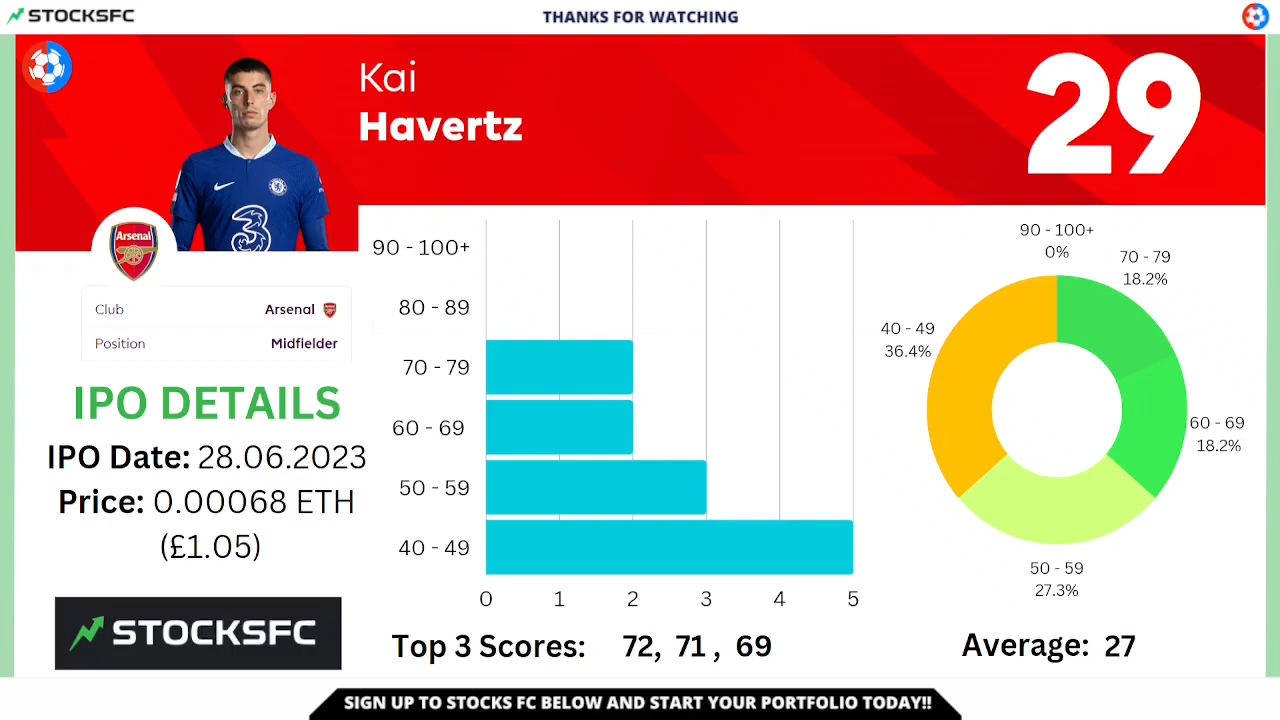 STOCKSFC
THANKS FOR WATCHING
Kai
Havertz
29
3
Arsenal
Club Arsenal
Position Midfielder
IPO DETAILS
IPO Date: 28.06.2023
Price: 0.00068 ETH
(£1.05)
STOCKSFC
90 - 100+
80 - 89
70 - 79
60 - 69
50 - 59
40 - 49
0 1 2 3 4 5
Top 3 Scores: 72, 71, 69
90 - 100+
0%
70 - 79
18.2%
40 - 49
36.4%
60 - 69
18.2%
50 - 59
27.3%
Average: 27
SIGN UP TO STOCKS FC BELOW AND START YOUR PORTFOLIO TODAY!!